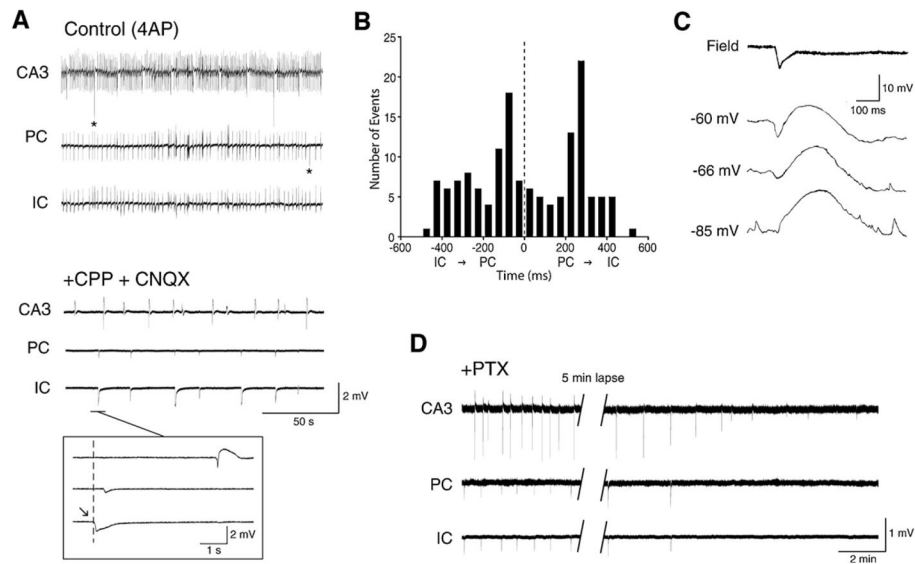 A
Control (4AP)
CA3
*
PC
*
IC
+CPP + CNQX
CA3
PC
IC
2 mV
50 s
2 mV
1 s
B
Number of Events
25
20
15
10
5
0
-600 -400 -200 0 200 400 600
IC → PC PC → IC
Time (ms)
C
Field
10 mV
100 ms
-60 mV
-66 mV
-85 mV
D
+PTX
5 min lapse
CA3
PC
IC
1 mV
2 min